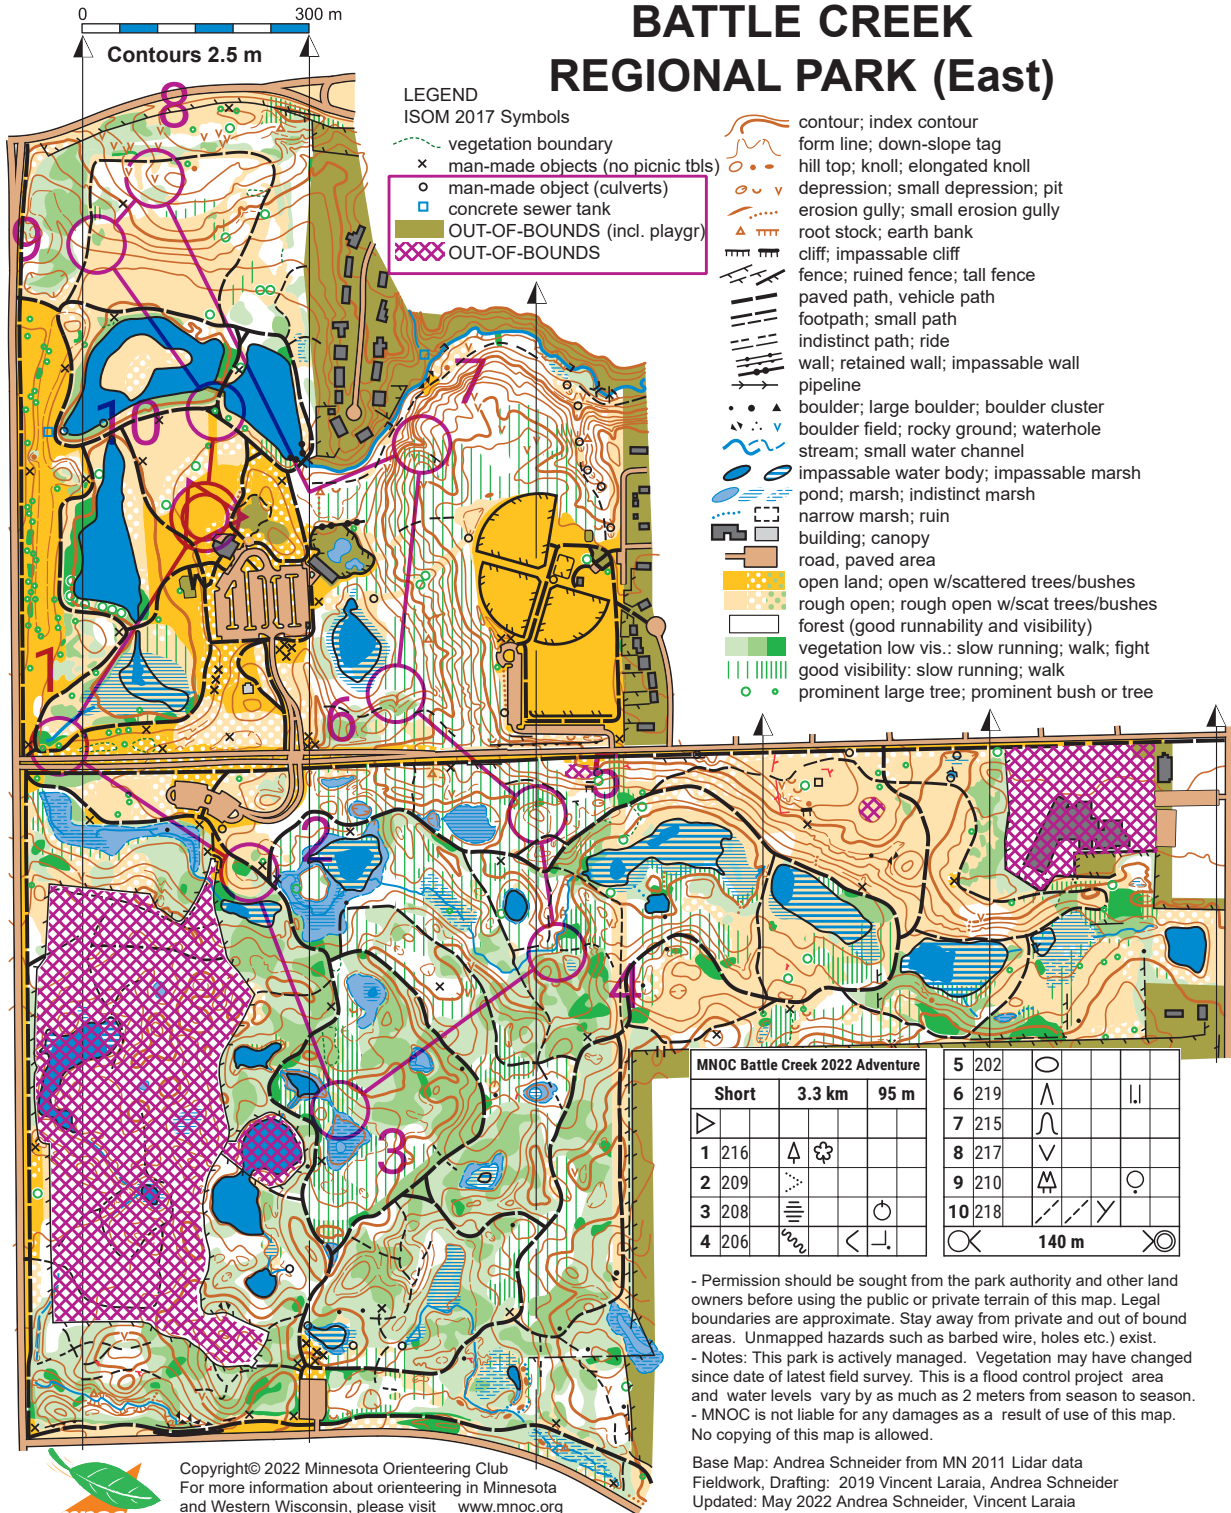 BATTLE CREEK
REGIONAL PARK (East)
0 300 m
Contours 2.5 m
LEGEND
ISOM 2017 Symbols
vegetation boundary
man-made objects (no picnic tbls)
man-made object (culverts)
concrete sewer tank
OUT-OF-BOUNDS (incl. playgr)
OUT-OF-BOUNDS
contour; index contour
form line; down-slope tag
hill top; knoll; elongated knoll
depression; small depression; pit
erosion gully; small erosion gully
root stock; earth bank
cliff; impassable cliff
fence; ruined fence; tall fence
paved path, vehicle path
footpath; small path
indistinct path; ride
wall; retained wall; impassable wall
pipeline
boulder; large boulder; boulder cluster
boulder field; rocky ground; waterhole
stream; small water channel
impassable water body; impassable marsh
pond; marsh; indistinct marsh
narrow marsh; ruin
building; canopy
road, paved area
open land; open w/scattered trees/bushes
rough open; rough open w/scat trees/bushes
forest (good runnability and visibility)
vegetation low vis.: slow running; walk; fight
good visibility: slow running; walk
prominent large tree; prominent bush or tree
8
9
7
10
1
6
5
2
4
3
MNOC Battle Creek 2022 Adventure
Short 3.3 km 95 m
1 216
2 209
3 208
4 206
5 202
6 219
7 215
8 217
9 210
10 218
140 m
- Permission should be sought from the park authority and other land
owners before using the public or private terrain of this map. Legal
boundaries are approximate. Stay away from private and out of bound
areas. Unmapped hazards such as barbed wire, holes etc.) exist.
- Notes: This park is actively managed. Vegetation may have changed
since date of latest field survey. This is a flood control project area
and water levels vary by as much as 2 meters from season to season.
- MNOC is not liable for any damages as a result of use of this map.
No copying of this map is allowed.
Base Map: Andrea Schneider from MN 2011 Lidar data
Fieldwork, Drafting: 2019 Vincent Laraia, Andrea Schneider
Updated: May 2022 Andrea Schneider, Vincent Laraia
Copyright© 2022 Minnesota Orienteering Club
For more information about orienteering in Minnesota
and Western Wisconsin, please visit www.mnoc.org